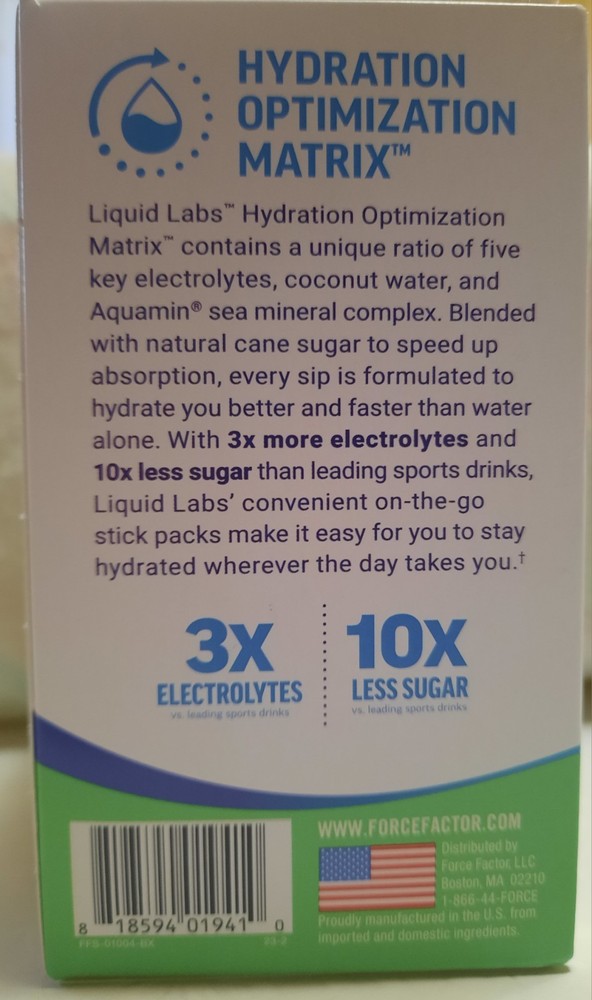 HYDRATION
OPTIMIZATION
MATRIX™
Liquid Labs™ Hydration Optimization
Matrix™ contains a unique ratio of five
key electrolytes, coconut water, and
Aquamin® sea mineral complex. Blended
with natural cane sugar to speed up
absorption, every sip is formulated to
hydrate you better and faster than water
alone. With 3x more electrolytes and
10x less sugar than leading sports drinks,
Liquid Labs' convenient on-the-go
stick packs make it easy for you to stay
hydrated wherever the day takes you.†
3X
ELECTROLYTES
vs. leading sports drinks
10X
LESS SUGAR
vs. leading sports drinks
WWW.FORCEFACTOR.COM
Distributed by
Force Factor, LLC
Boston, MA 02210
1-866-44-FORCE
Proudly manufactured in the U.S. from
imported and domestic ingredients.
8 18594 01941 0
FFS-01004-BX
23-2